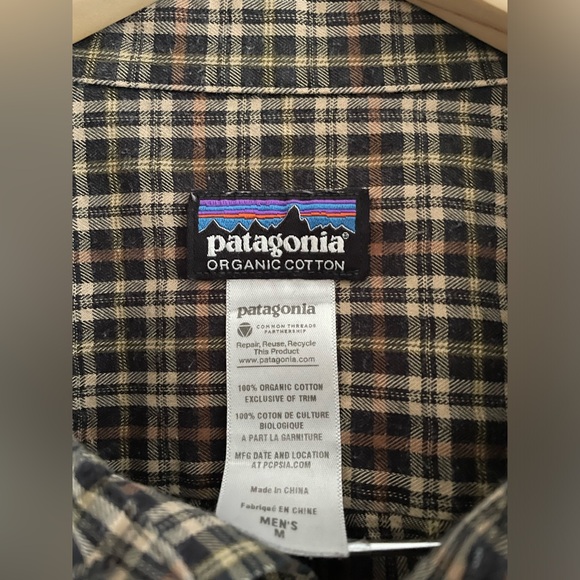 patagonia®
ORGANIC COTTON
patagonia
COMMON THREADS
PARTNERSHIP
Repair, Reuse, Recycle
This Product
www.patagonia.com
100% ORGANIC COTTON
EXCLUSIVE OF TRIM
100% COTON DE CULTURE
BIOLOGIQUE
A PART LA GARNITURE
MFG DATE AND LOCATION
AT PCPSIA.COM
Made in CHINA
Fabriqué EN CHINE
MEN'S
M